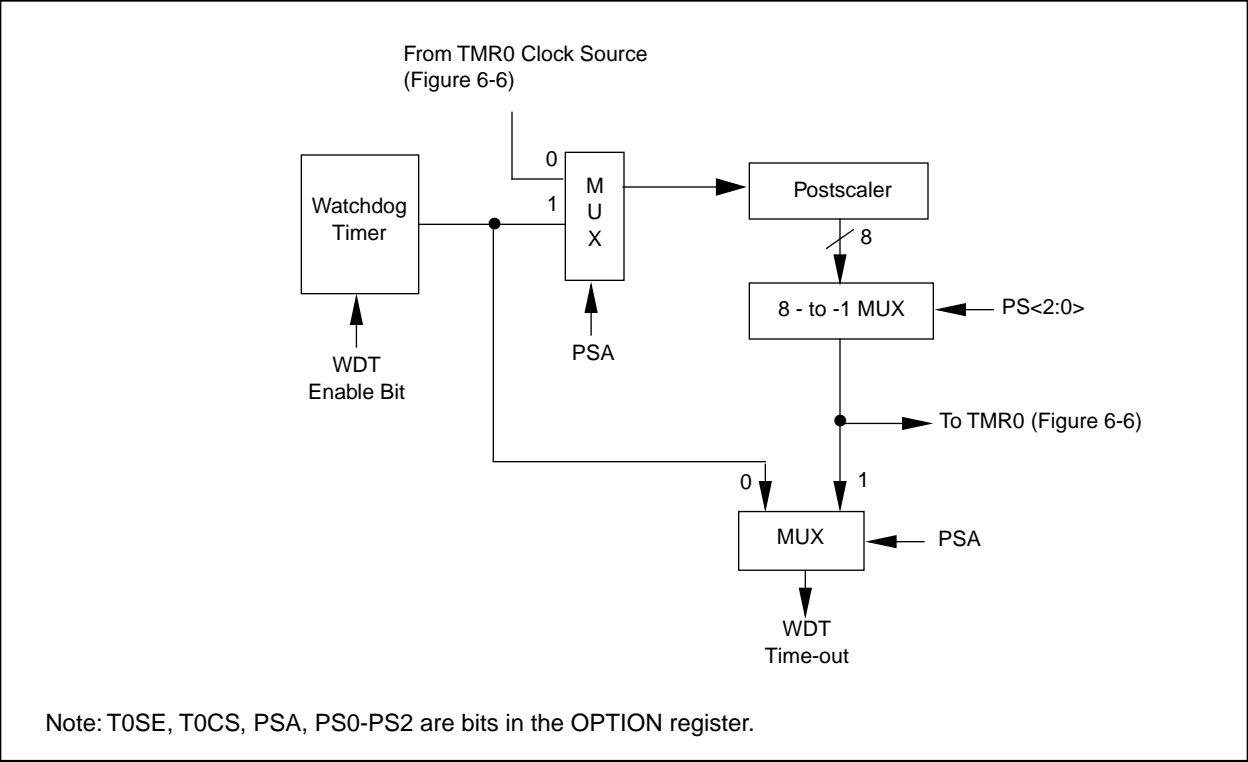 From TMR0 Clock Source
(Figure 6-6)
0
1
M
U
X
Watchdog
Timer
Postscaler
8
8 - to -1 MUX
PS<2:0>
PSA
WDT
Enable Bit
To TMR0 (Figure 6-6)
0
1
MUX
PSA
WDT
Time-out
Note: T0SE, T0CS, PSA, PS0-PS2 are bits in the OPTION register.